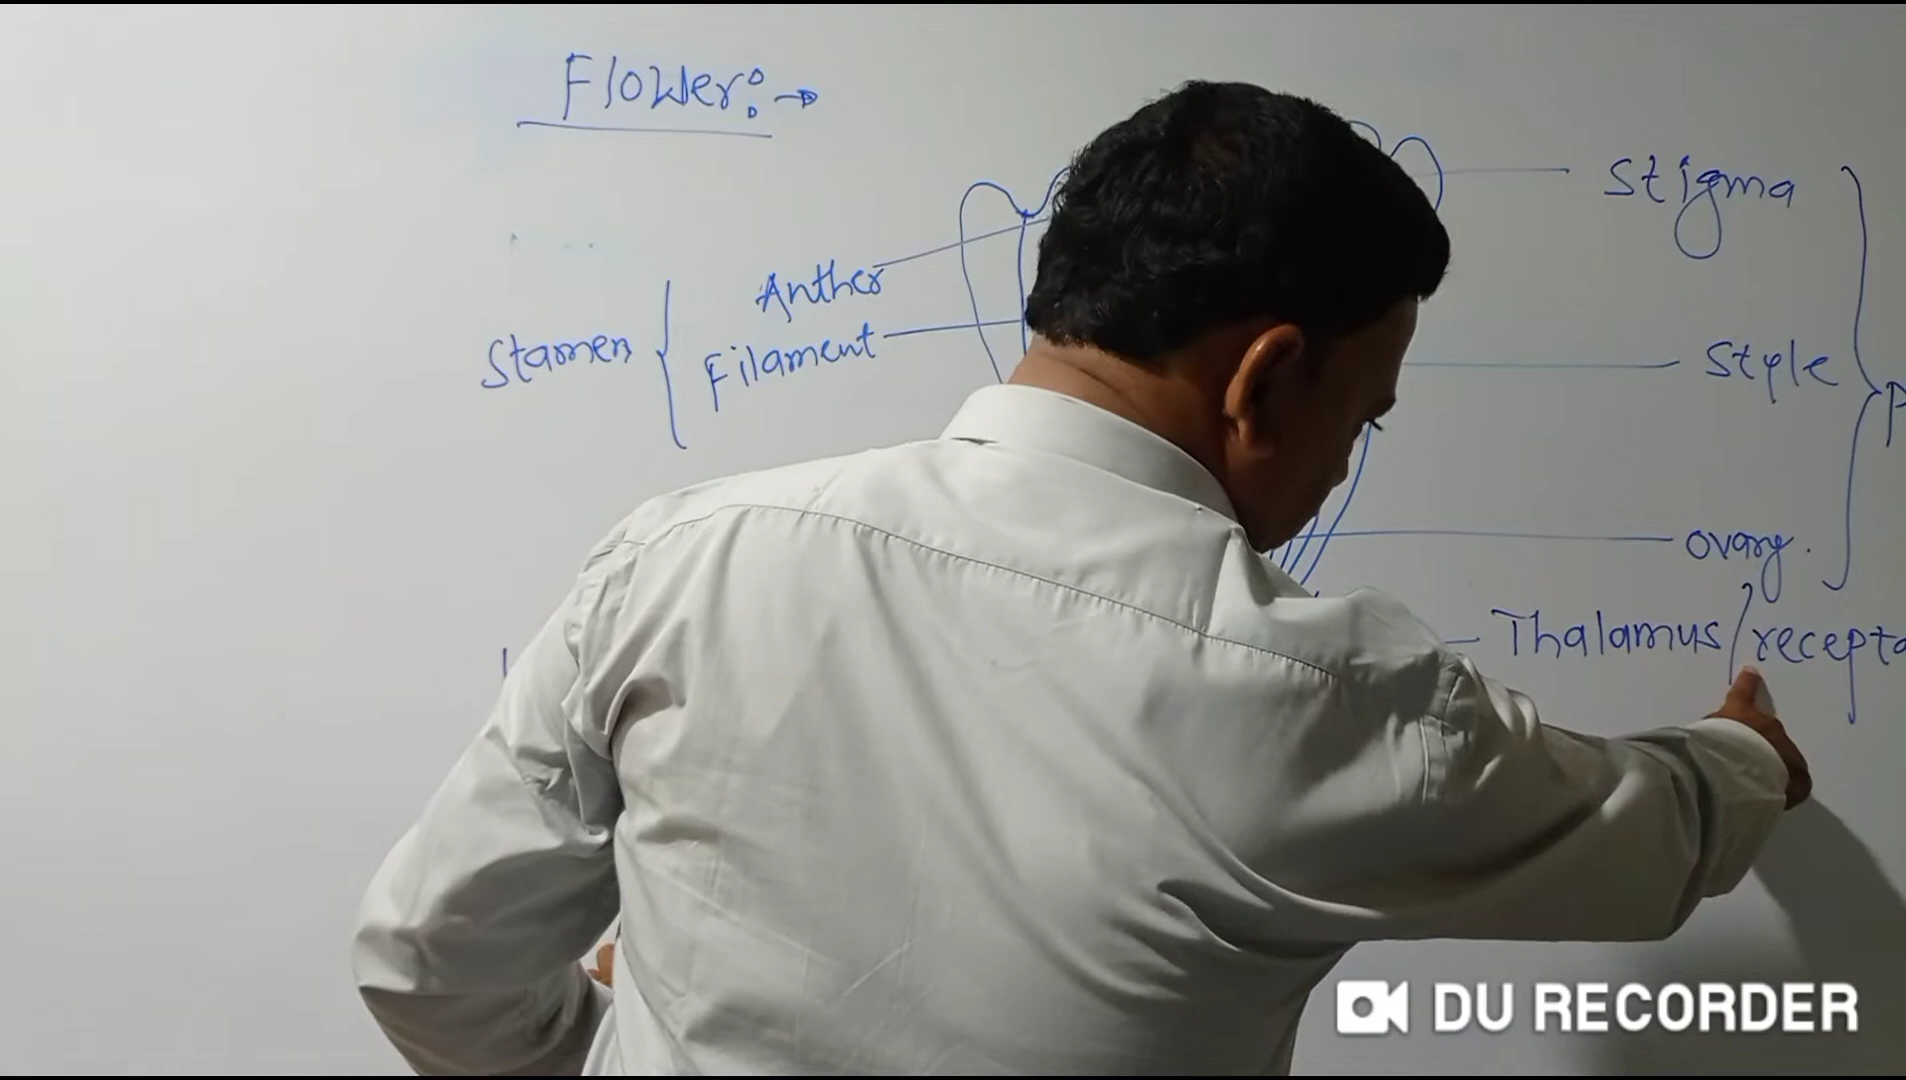 Flower:→
Stigma
Anther
Stamen
Filament
Style
P
ovary.
Thalamus/recepta
DU RECORDER